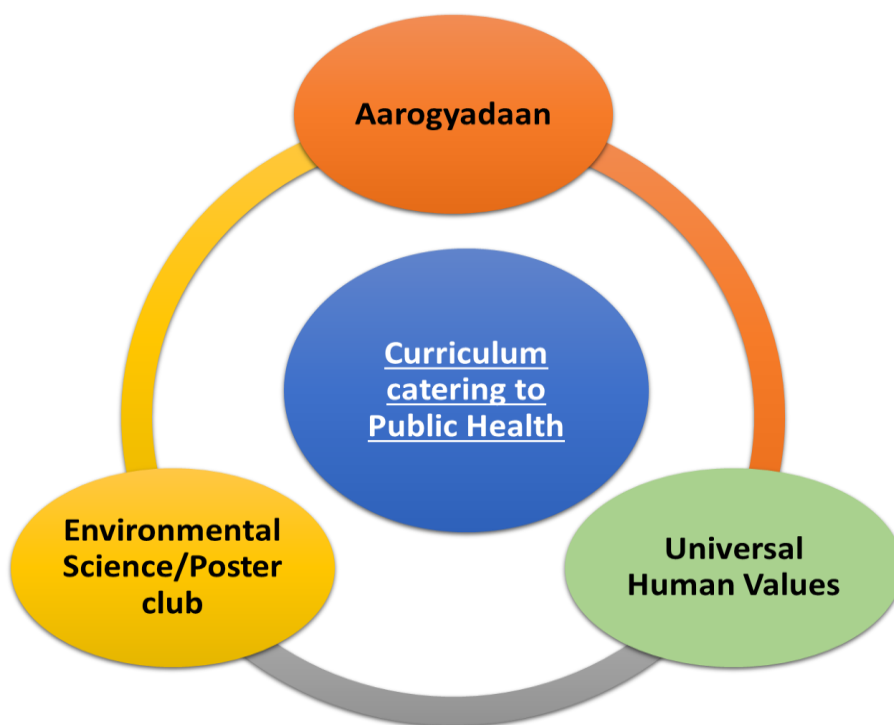 Aarogyadaan
Curriculum
catering to
Public Health
Environmental
Science/Poster
club
Universal
Human Values